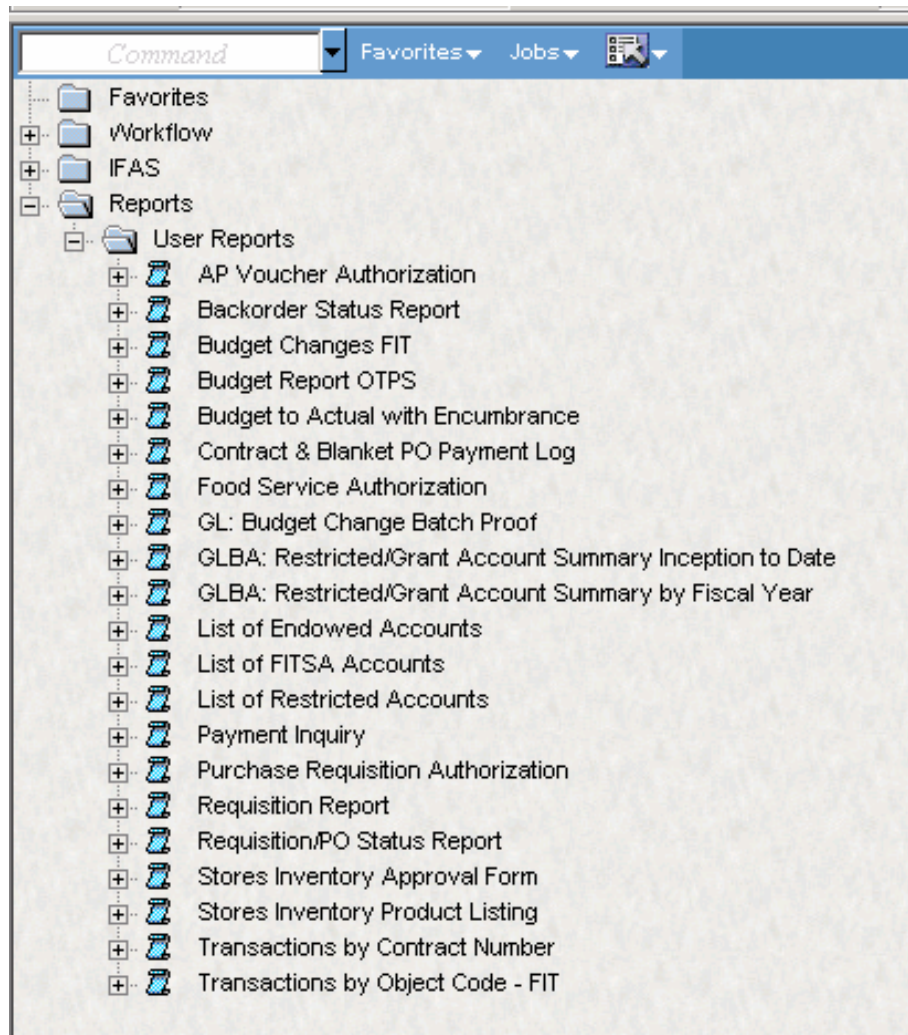 Command Favorites Jobs
Favorites
Workflow
IFAS
Reports
User Reports
AP Voucher Authorization
Backorder Status Report
Budget Changes FIT
Budget Report OTPS
Budget to Actual with Encumbrance
Contract & Blanket PO Payment Log
Food Service Authorization
GL: Budget Change Batch Proof
GLBA: Restricted/Grant Account Summary Inception to Date
GLBA: Restricted/Grant Account Summary by Fiscal Year
List of Endowed Accounts
List of FITSA Accounts
List of Restricted Accounts
Payment Inquiry
Purchase Requisition Authorization
Requisition Report
Requisition/PO Status Report
Stores Inventory Approval Form
Stores Inventory Product Listing
Transactions by Contract Number
Transactions by Object Code - FIT